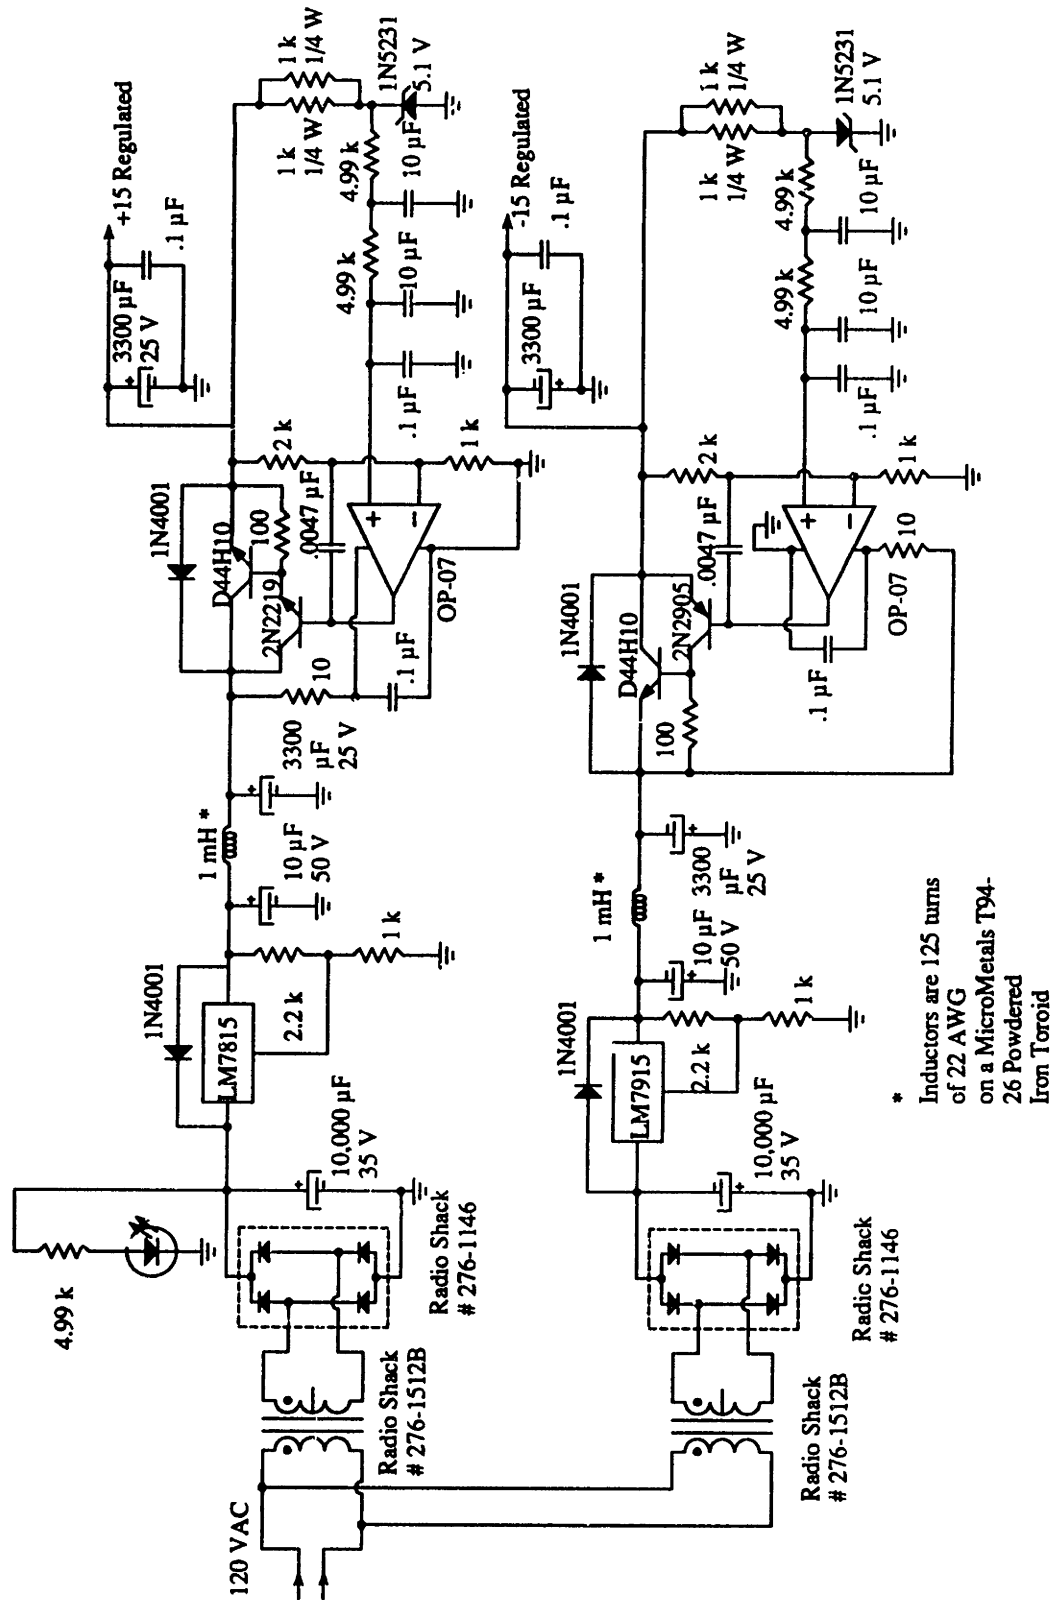 120 VAC
Radio Shack
# 276-1512B
Radio Shack
# 276-1146
4.99 k
10,000 µF
35 V
LM7815
1N4001
2.2 k
1 k
10 µF
50 V
1 mH *
3300
µF
25 V
10
.1 µF
2N2219
D44H10
1N4001
100
.0047 µF
OP-07
+
−
2 k
1 k
3300 µF
25 V
.1 µF
+15 Regulated
.1 µF
10 µF
4.99 k
10 µF
4.99 k
1 k
1/4 W
1 k
1/4 W
1N5231
5.1 V
Radio Shack
# 276-1512B
Radic Shack
# 276-1146
10,000 µF
35 V
LM7915
1N4001
2.2 k
1 k
10 µF
50 V
1 mH *
3300
µF
25 V
100
2N2905
D44H10
1N4001
.0047 µF
.1 µF
OP-07
10
+
−
2 k
1 k
3300 µF
.1 µF
-15 Regulated
.1 µF
10 µF
4.99 k
10 µF
4.99 k
1 k
1/4 W
1 k
1/4 W
1N5231
5.1 V
*
Inductors are 125 turns
of 22 AWG
on a MicroMetals T94-
26 Powdered
Iron Toroid